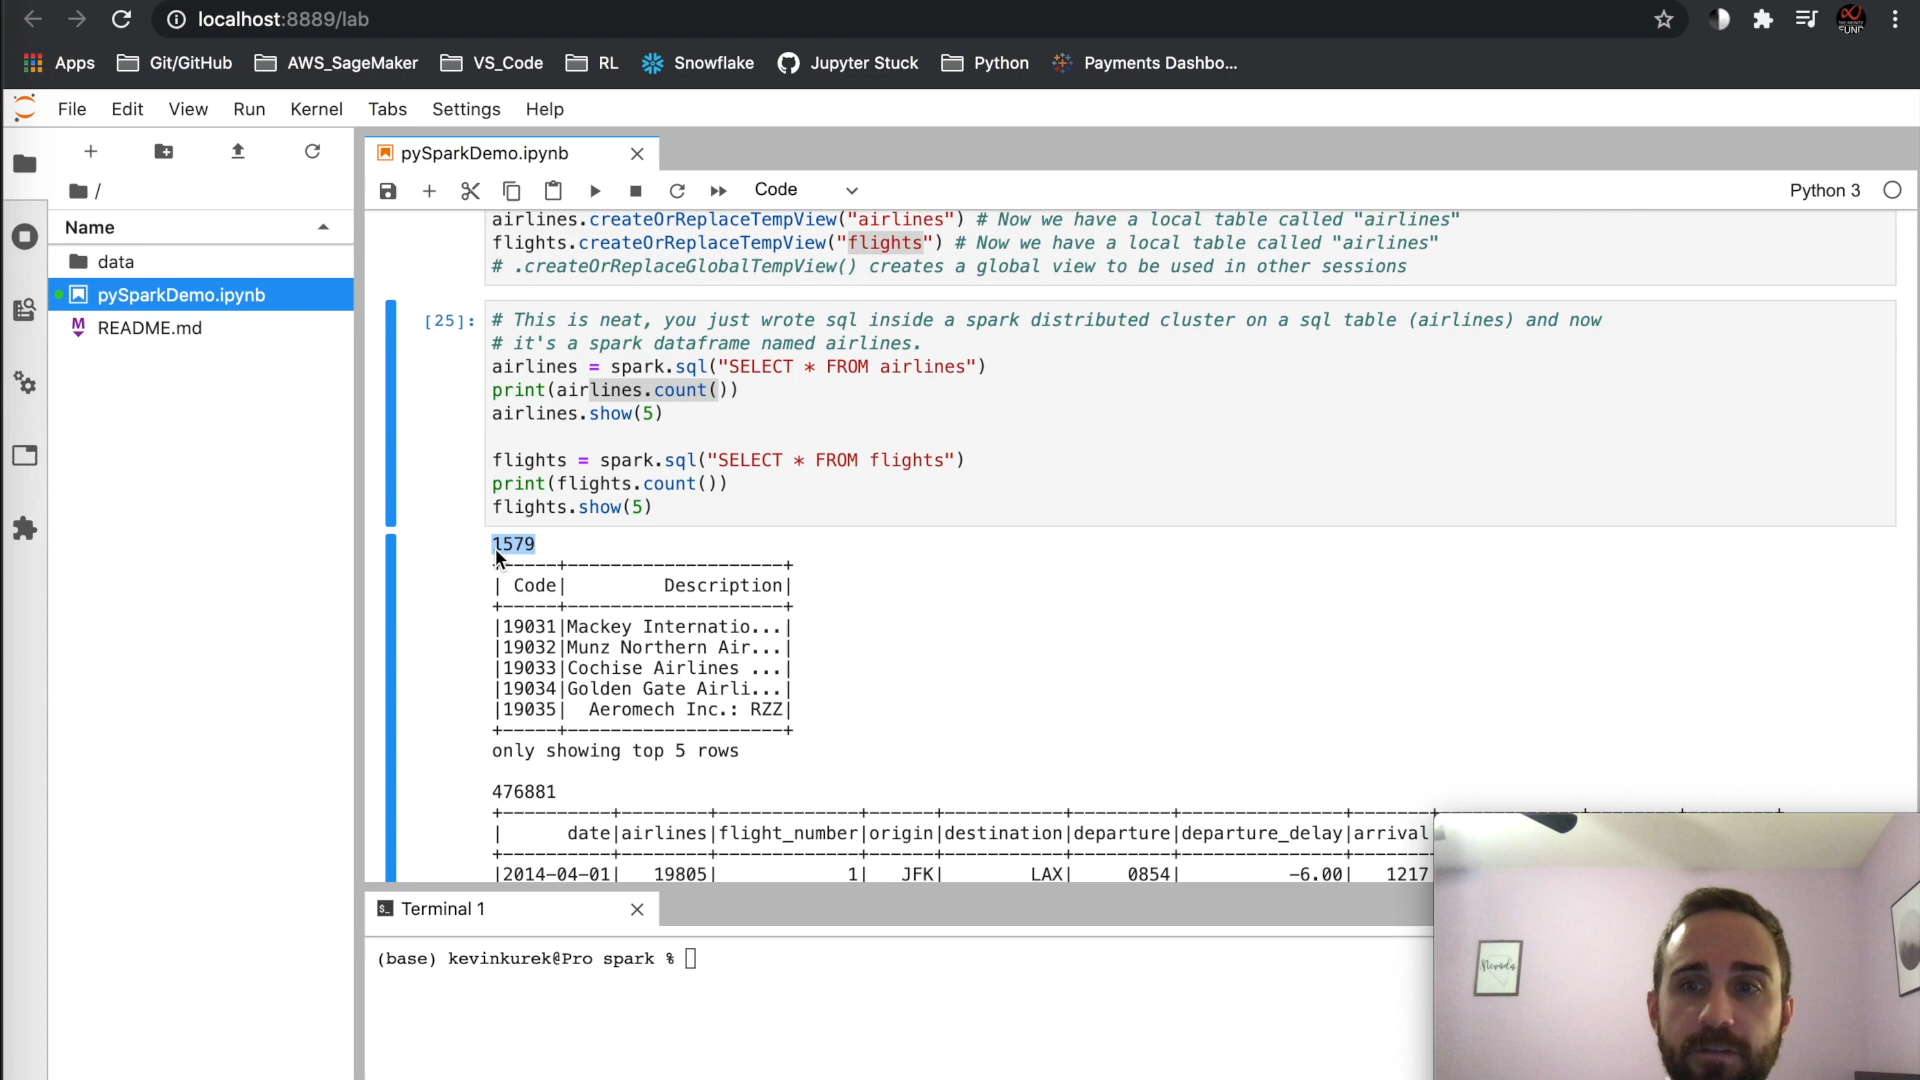 localhost:8889/lab
Apps Git/GitHub AWS_SageMaker VS_Code RL Snowflake Jupyter Stuck Python Payments Dashbo...
File Edit View Run Kernel Tabs Settings Help
pySparkDemo.ipynb
Code
Python 3
/
Name
data
pySparkDemo.ipynb
README.md
airlines.createOrReplaceTempView("airlines") # Now we have a local table called "airlines"
flights.createOrReplaceTempView("flights") # Now we have a local table called "airlines"
# .createOrReplaceGlobalTempView() creates a global view to be used in other sessions
[25]:
# This is neat, you just wrote sql inside a spark distributed cluster on a sql table (airlines) and now
# it's a spark dataframe named airlines.
airlines = spark.sql("SELECT * FROM airlines")
print(airlines.count())
airlines.show(5)
flights = spark.sql("SELECT * FROM flights")
print(flights.count())
flights.show(5)
1579
+-----+--------------------+
| Code|         Description|
+-----+--------------------+
|19031|Mackey Internatio...|
|19032|Munz Northern Air...|
|19033|Cochise Airlines ...|
|19034|Golden Gate Airli...|
|19035|  Aeromech Inc.: RZZ|
+-----+--------------------+
only showing top 5 rows
476881
|      date|airlines|flight_number|origin|destination|departure|departure_delay|arrival
|2014-04-01|   19805|            1|   JFK|        LAX|     0854|          -6.00|   1217
Terminal 1
(base) kevinkurek@Pro spark %
Nevada